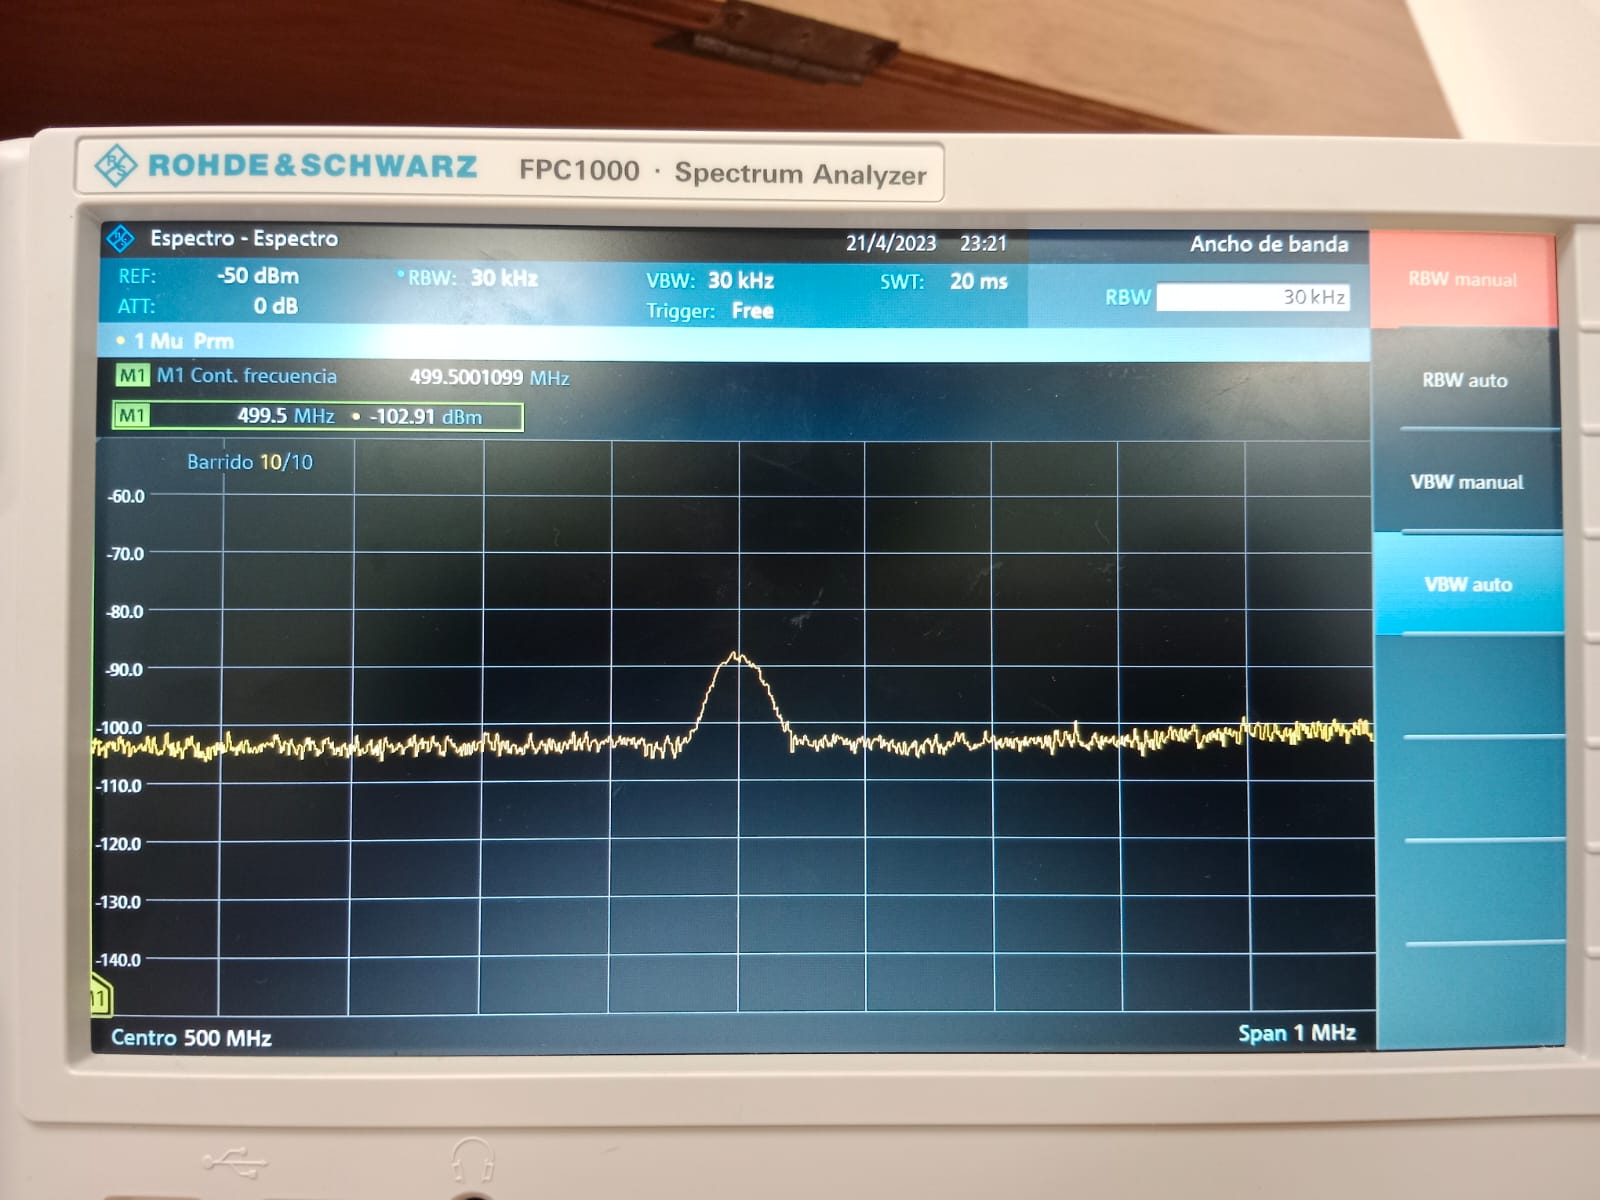 ROHDE & SCHWARZ FPC1000 · Spectrum Analyzer
Espectro - Espectro 21/4/2023 23:21 Ancho de banda
REF: -50 dBm RBW: 30 kHz VBW: 30 kHz SWT: 20 ms RBW 30 kHz
ATT: 0 dB Trigger: Free
1 Mu Prm
M1 M1 Cont. frecuencia 499.5001099 MHz
M1 499.5 MHz • -102.91 dBm
Barrido 10/10
-60.0
-70.0
-80.0
-90.0
-100.0
-110.0
-120.0
-130.0
-140.0
Centro 500 MHz Span 1 MHz
RBW manual
RBW auto
VBW manual
VBW auto